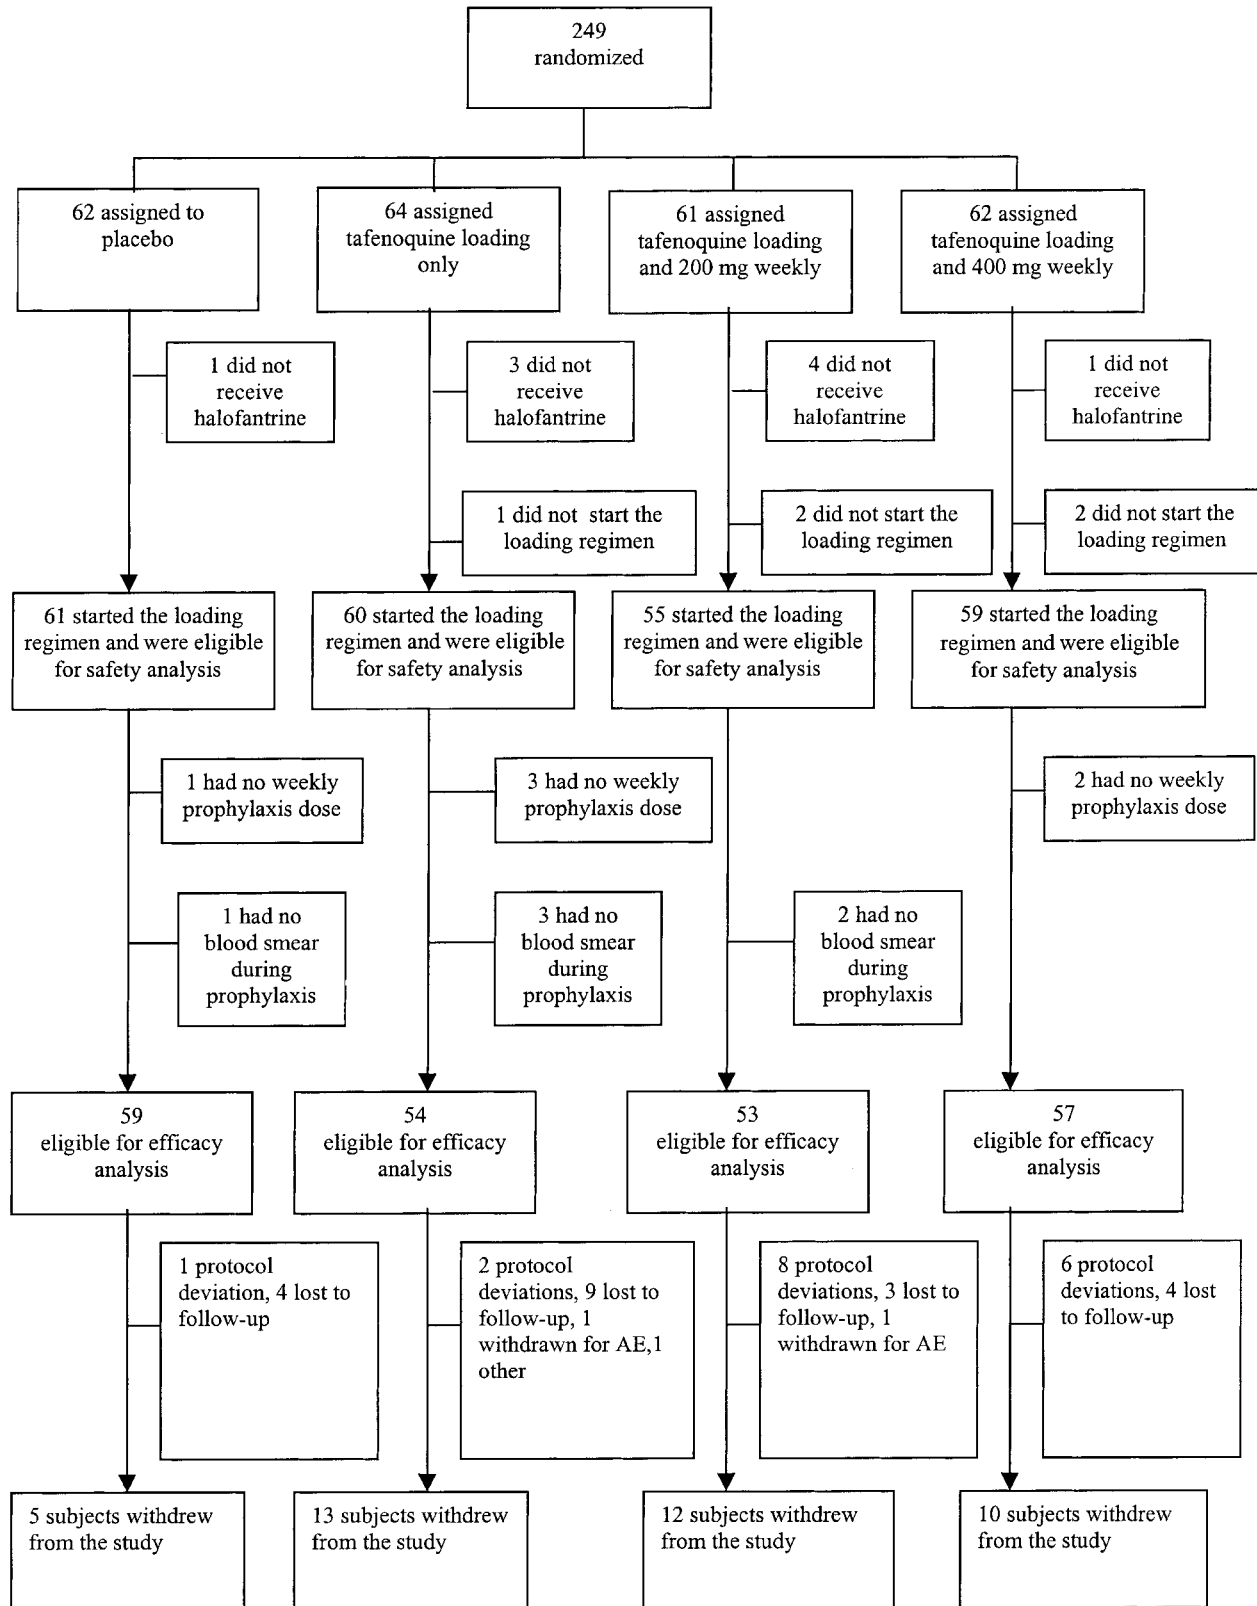 249
randomized
62 assigned to
placebo
64 assigned
tafenoquine loading
only
61 assigned
tafenoquine loading
and 200 mg weekly
62 assigned
tafenoquine loading
and 400 mg weekly
1 did not
receive
halofantrine
3 did not
receive
halofantrine
4 did not
receive
halofantrine
1 did not
receive
halofantrine
1 did not start the
loading regimen
2 did not start the
loading regimen
2 did not start the
loading regimen
61 started the loading
regimen and were eligible
for safety analysis
60 started the loading
regimen and were eligible
for safety analysis
55 started the loading
regimen and were eligible
for safety analysis
59 started the loading
regimen and were eligible
for safety analysis
1 had no weekly
prophylaxis dose
3 had no weekly
prophylaxis dose
2 had no weekly
prophylaxis dose
1 had no
blood smear
during
prophylaxis
3 had no
blood smear
during
prophylaxis
2 had no
blood smear
during
prophylaxis
59
eligible for efficacy
analysis
54
eligible for efficacy
analysis
53
eligible for efficacy
analysis
57
eligible for efficacy
analysis
1 protocol
deviation, 4 lost to
follow-up
2 protocol
deviations, 9 lost to
follow-up, 1
withdrawn for AE,1
other
8 protocol
deviations, 3 lost to
follow-up, 1
withdrawn for AE
6 protocol
deviations, 4 lost
to follow-up
5 subjects withdrew
from the study
13 subjects withdrew
from the study
12 subjects withdrew
from the study
10 subjects withdrew
from the study